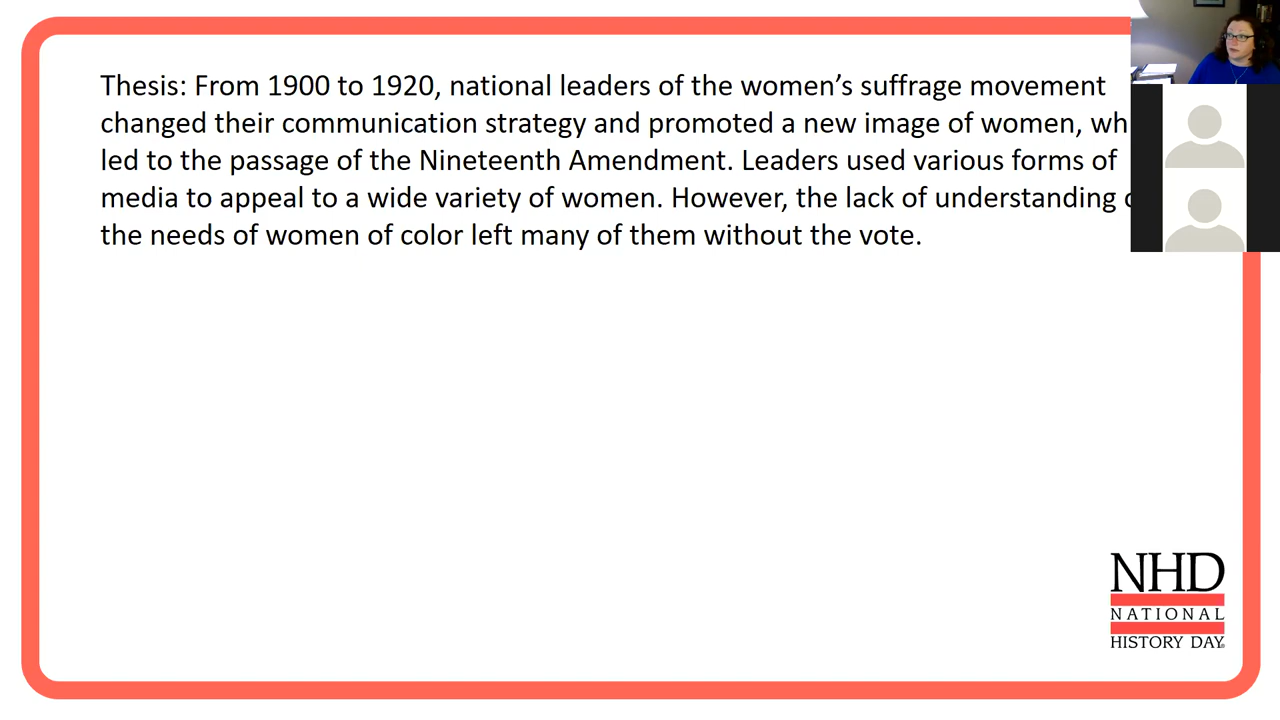 Thesis: From 1900 to 1920, national leaders of the women’s suffrage movement
changed their communication strategy and promoted a new image of women,
led to the passage of the Nineteenth Amendment. Leaders used various forms of
media to appeal to a wide variety of women. However, the lack of understanding
the needs of women of color left many of them without the vote.
NHD
NATIONAL
HISTORY DAY®